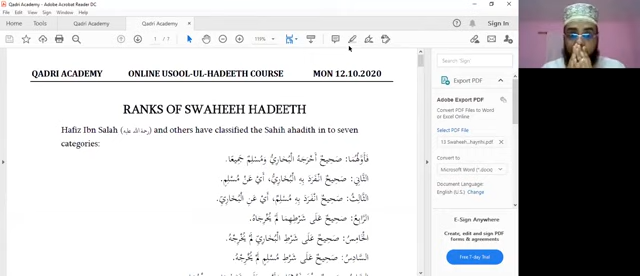 Qadri Academy - Adobe Acrobat Reader DC
File Edit View Sign Window Help
Home Tools Qadri Academy Qadri Academy × Sign In
1 / 7 119%
QADRI ACADEMY ONLINE USOOL-UL-HADEETH COURSE MON 12.10.2020
RANKS OF SWAHEEH HADEETH
Hafiz Ibn Salah (رحمة الله عليه) and others have classified the Sahih ahadith in to seven
categories:
فَأَوَّلُهَا: صَحِيحٌ أَخْرَجَهُ الْبُخَارِيُّ وَمُسْلِمٌ جَمِيعًا.
الثَّانِي: صَحِيحٌ انْفَرَدَ بِهِ الْبُخَارِيُّ، أَيْ عَنْ مُسْلِمٍ.
الثَّالِثُ: صَحِيحٌ انْفَرَدَ بِهِ مُسْلِمٌ، أَيْ عَنِ الْبُخَارِيِّ.
الرَّابِعُ: صَحِيحٌ عَلَى شَرْطِهِمَا لَمْ يُخْرِجَاهُ.
الْخَامِسُ: صَحِيحٌ عَلَى شَرْطِ الْبُخَارِيِّ لَمْ يُخْرِجْهُ.
السَّادِسُ: صَحِيحٌ عَلَى شَرْطِ مُسْلِمٍ لَمْ يُخْرِجْهُ.
Search
Export PDF
Adobe Export PDF
Convert PDF Files to Word
or Excel Online
Select PDF File
13 Swaheeh...haynhi.pdf ×
Convert to
Microsoft Word (*.docx)
Document Language:
English (U.S.) Change
E-Sign Anywhere
Create, edit and sign PDF
forms & agreements
Free 7-day Trial